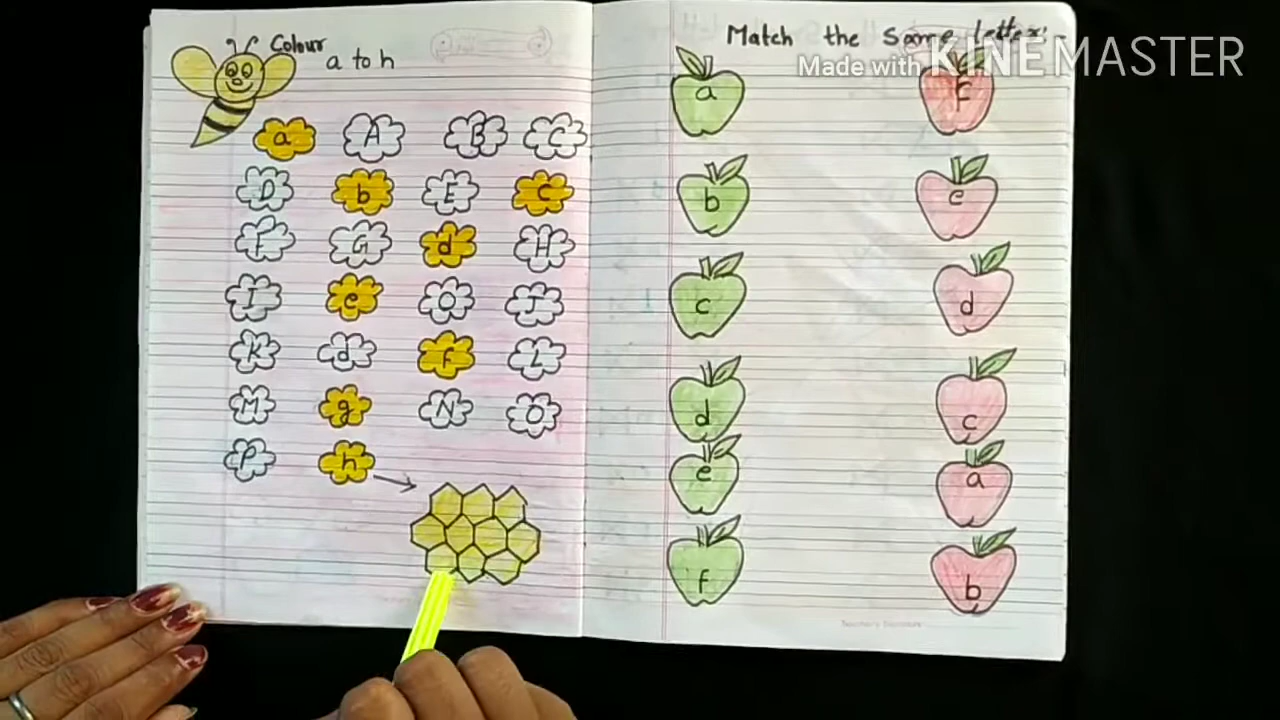 Colour
a to h
a A B C
D b E C
F G d H
I e O J
K d f L
M g N O
P h
Match the Same letter:-
Made with KINEMASTER
a f
b e
c d
d c
e a
f b